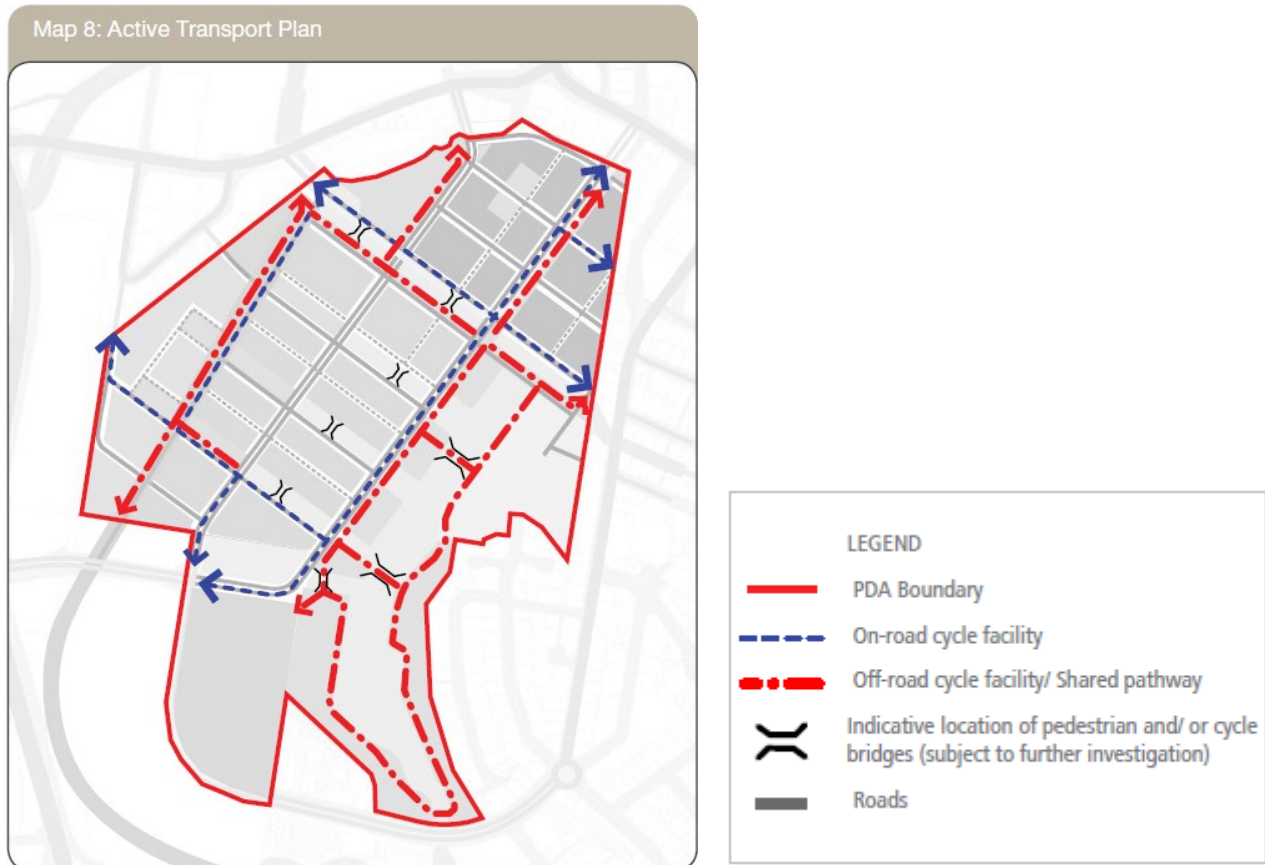 Map 8: Active Transport Plan
LEGEND
PDA Boundary
On-road cycle facility
Off-road cycle facility/ Shared pathway
Indicative location of pedestrian and/ or cycle
bridges (subject to further investigation)
Roads